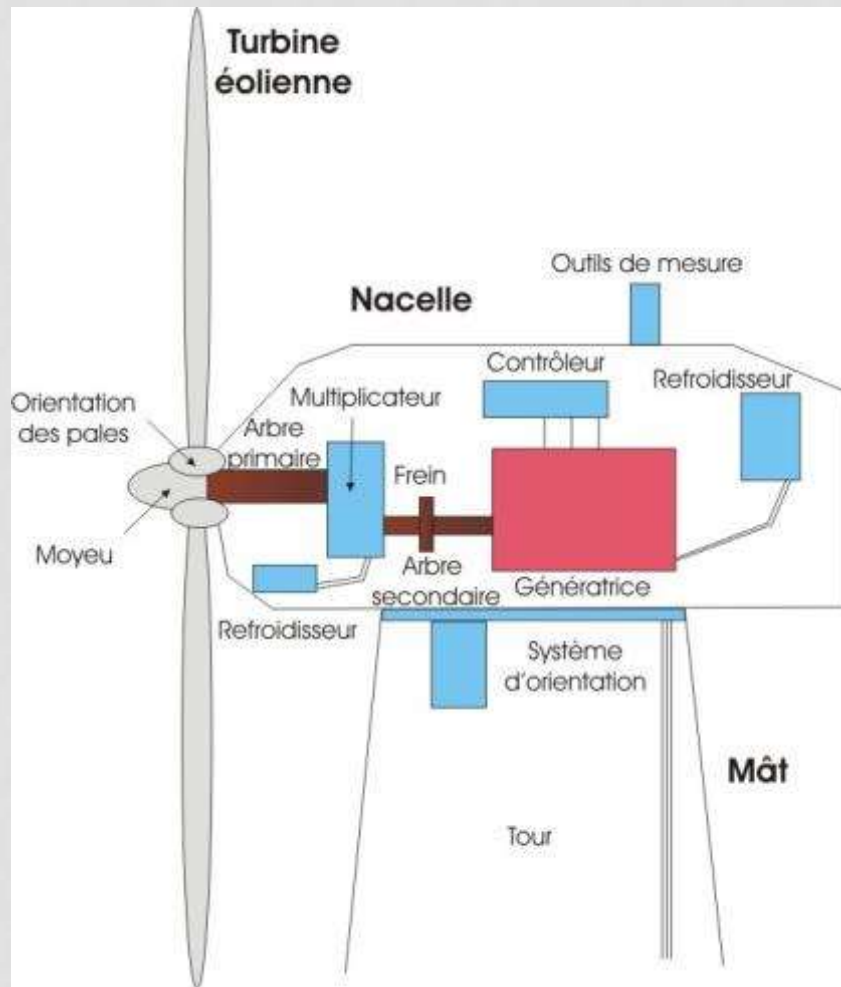 Turbine
éolienne
Outils de mesure
Nacelle
Contrôleur
Refroidisseur
Multiplicateur
Orientation
des pales
Arbre
primaire
Frein
Moyeu
Arbre
secondaire
Génératrice
Refroidisseur
Système
d'orientation
Mât
Tour